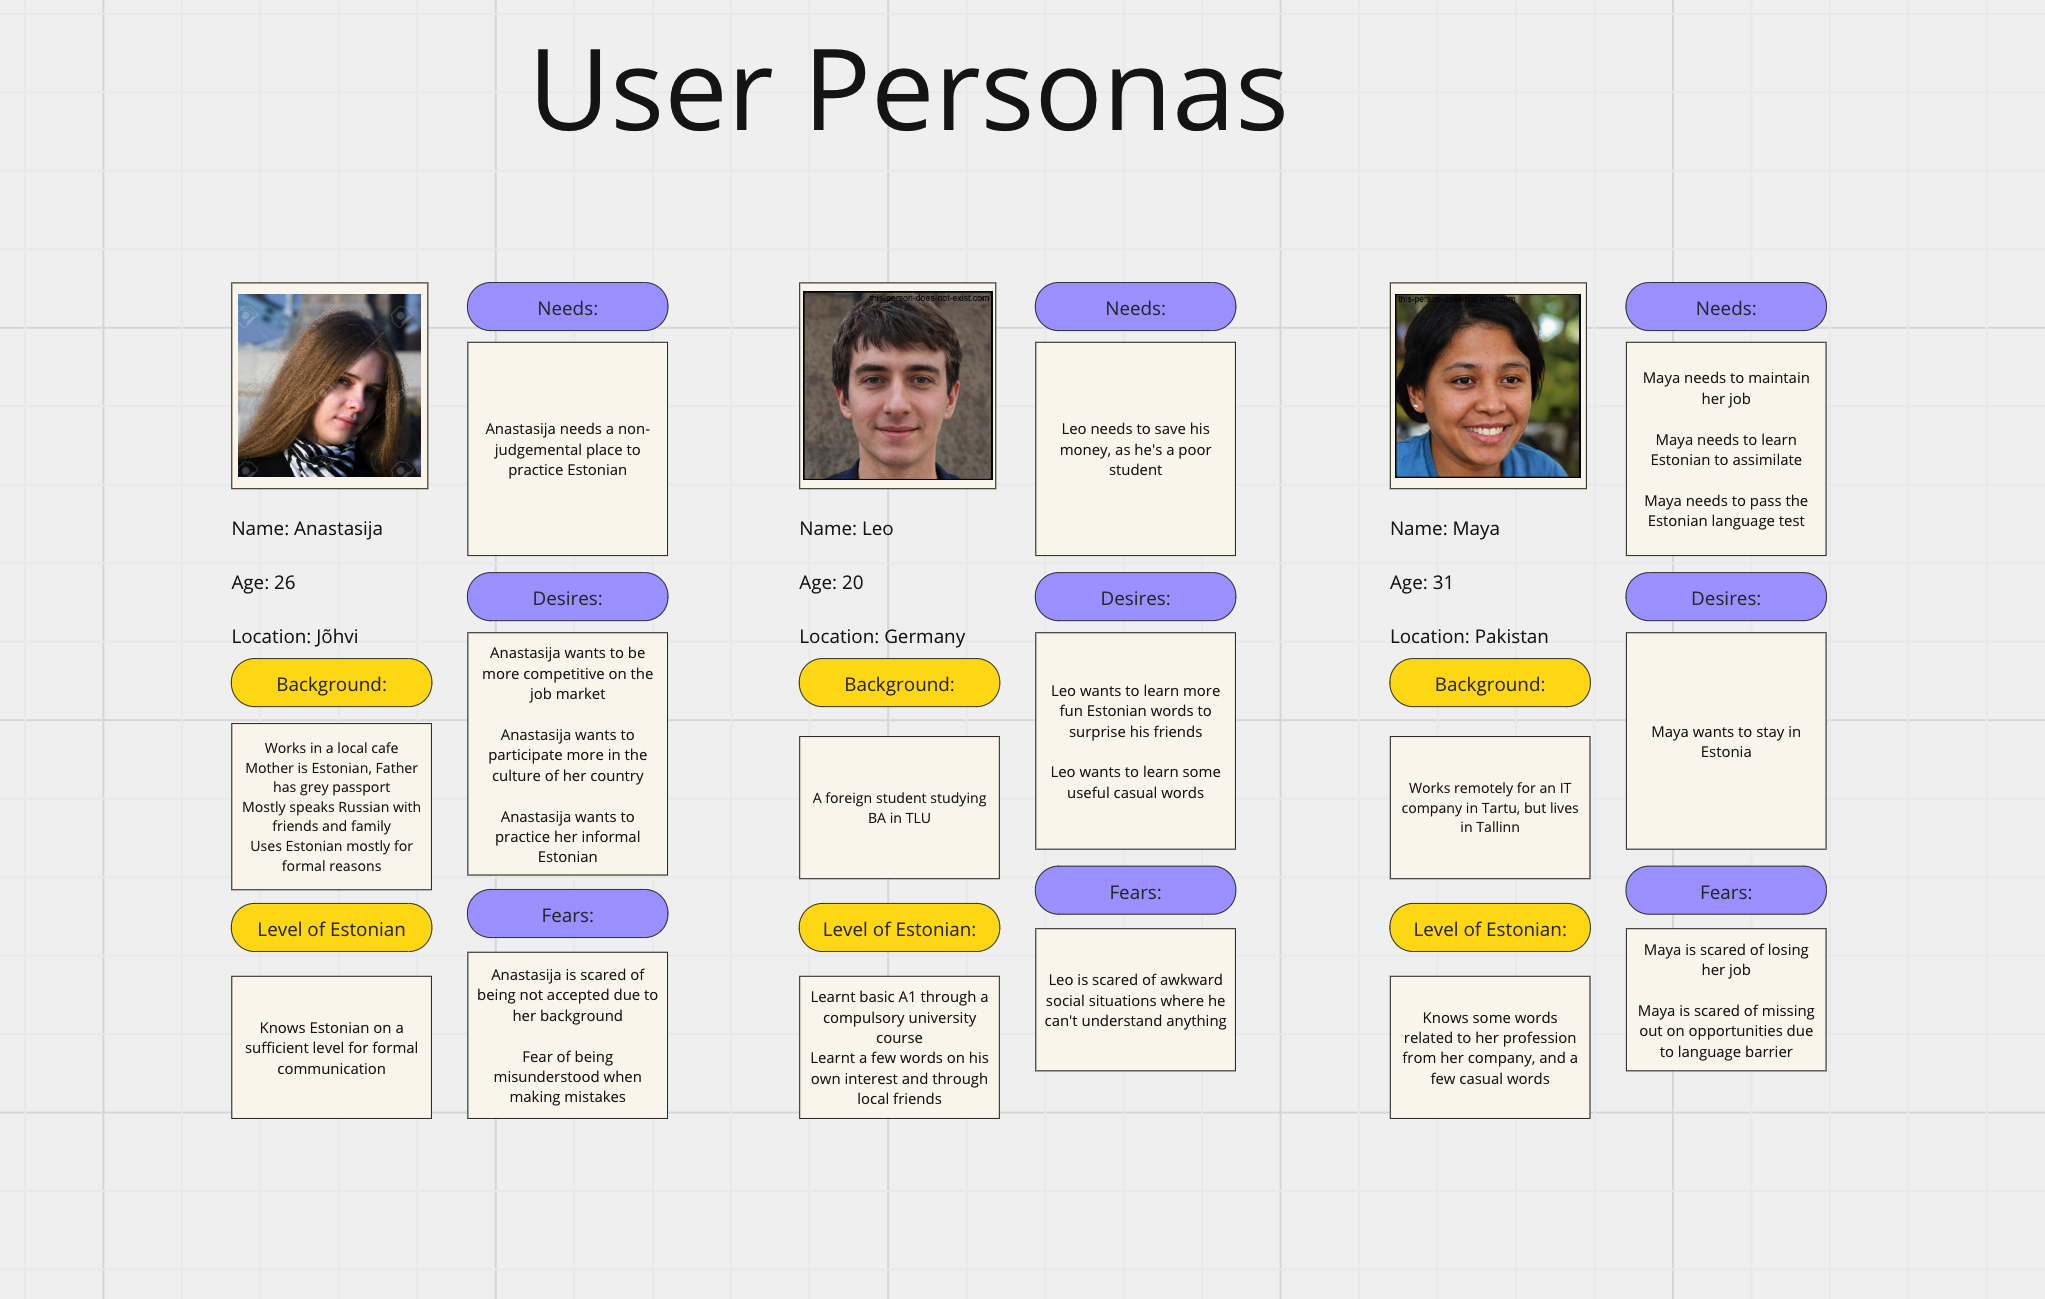 User Personas
Needs:
Anastasija needs a non-
judgemental place to
practice Estonian
Name: Anastasija
Age: 26
Location: Jõhvi
Background:
Works in a local cafe
Mother is Estonian, Father
has grey passport
Mostly speaks Russian with
friends and family
Uses Estonian mostly for
formal reasons
Level of Estonian
Knows Estonian on a
sufficient level for formal
communication
Desires:
Anastasija wants to be
more competitive on the
job market
Anastasija wants to
participate more in the
culture of her country
Anastasija wants to
practice her informal
Estonian
Fears:
Anastasija is scared of
being not accepted due to
her background
Fear of being
misunderstood when
making mistakes
this-person-does-not-exist.com
Name: Leo
Age: 20
Location: Germany
Background:
A foreign student studying
BA in TLU
Level of Estonian:
Learnt basic A1 through a
compulsory university
course
Learnt a few words on his
own interest and through
local friends
Needs:
Leo needs to save his
money, as he's a poor
student
Desires:
Leo wants to learn more
fun Estonian words to
surprise his friends
Leo wants to learn some
useful casual words
Fears:
Leo is scared of awkward
social situations where he
can't understand anything
this-person-does-not-exist.com
Name: Maya
Age: 31
Location: Pakistan
Background:
Works remotely for an IT
company in Tartu, but lives
in Tallinn
Level of Estonian:
Knows some words
related to her profession
from her company, and a
few casual words
Needs:
Maya needs to maintain
her job
Maya needs to learn
Estonian to assimilate
Maya needs to pass the
Estonian language test
Desires:
Maya wants to stay in
Estonia
Fears:
Maya is scared of losing
her job
Maya is scared of missing
out on opportunities due
to language barrier